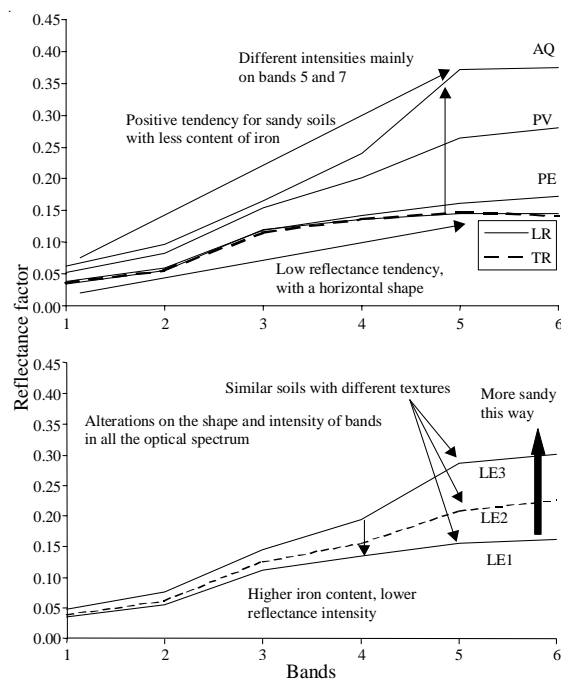 0.45
0.40
0.35
0.30
0.25
0.20
0.15
0.10
0.05
0.00
Different intensities mainly
on bands 5 and 7
Positive tendency for sandy soils
with less content of iron
AQ
PV
PE
LR
TR
Low reflectance tendency,
with a horizontal shape
1 2 3 4 5 6
Reflectance factor
0.45
0.40
0.35
0.30
0.25
0.20
0.15
0.10
0.05
0.00
Similar soils with different textures
More sandy
this way
Alterations on the shape and intensity of bands
in all the optical spectrum
LE3
LE2
LE1
Higher iron content, lower
reflectance intensity
1 2 3 4 5 6
Bands